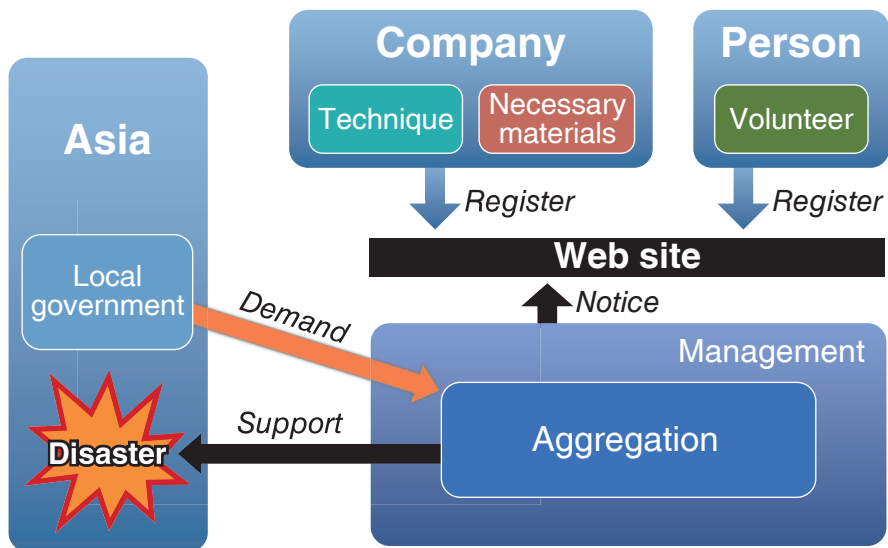 Company
Person
Technique
Necessary
materials
Volunteer
Asia
Register
Register
Web site
Local
government
Demand
Notice
Management
Support
Aggregation
Disaster